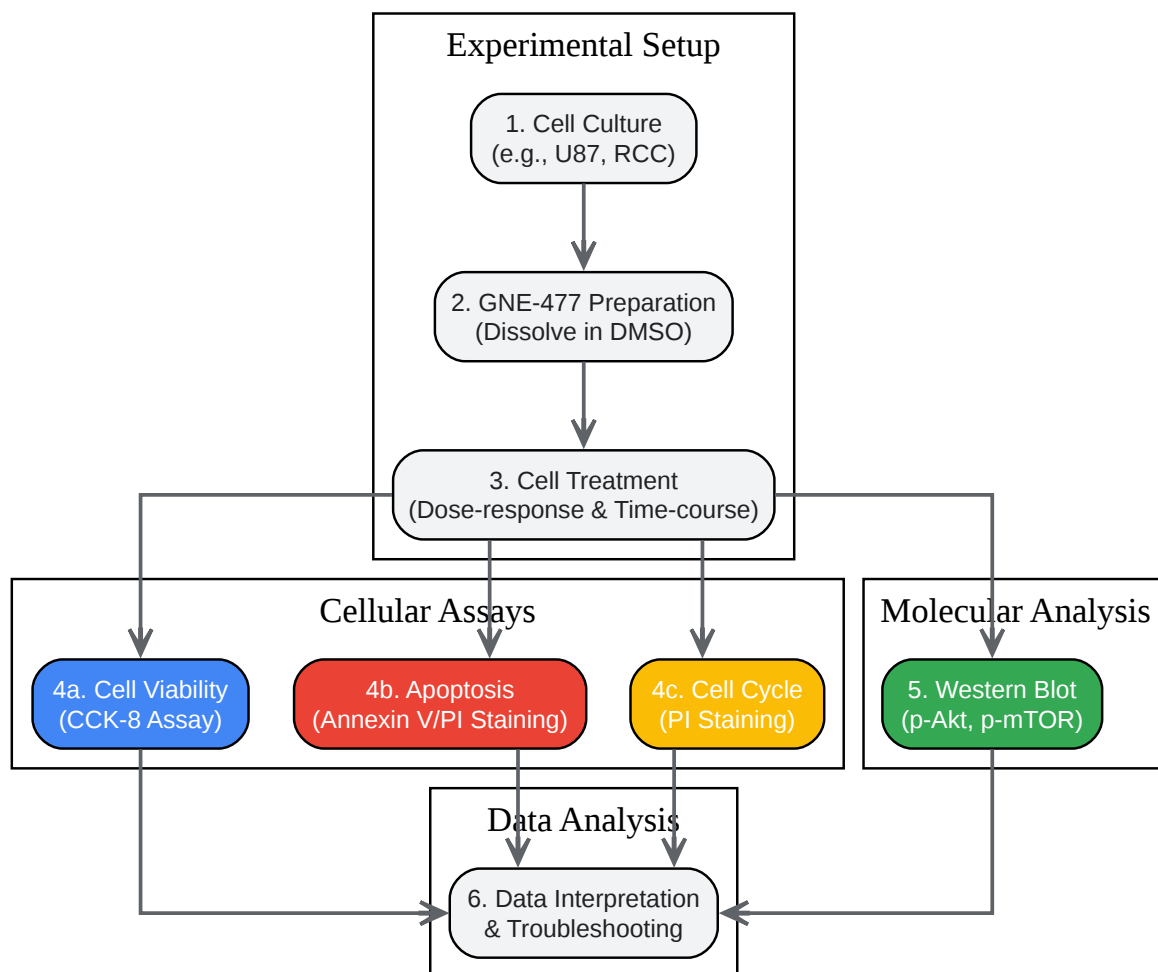 Experimental Setup
1. Cell Culture
(e.g., U87, RCC)
2. GNE-477 Preparation
(Dissolve in DMSO)
3. Cell Treatment
(Dose-response & Time-course)
Cellular Assays
Molecular Analysis
4a. Cell Viability
(CCK-8 Assay)
4b. Apoptosis
(Annexin V/PI Staining)
4c. Cell Cycle
(PI Staining)
5. Western Blot
(p-Akt, p-mTOR)
Data Analysis
6. Data Interpretation
& Troubleshooting